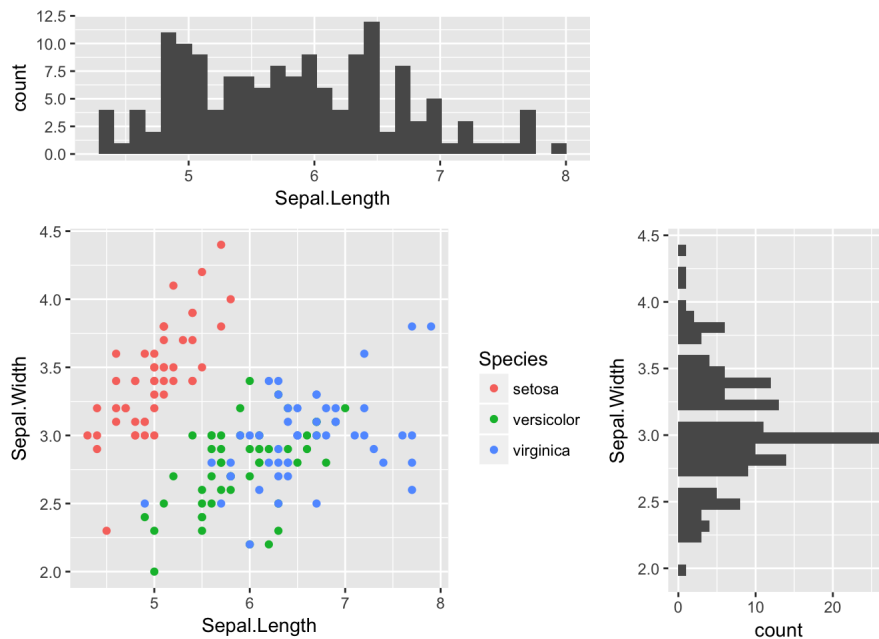 12.5
10.0
7.5
5.0
2.5
0.0
count
5 6 7 8
Sepal.Length
4.5
4.0
3.5
3.0
2.5
2.0
Sepal.Width
5 6 7 8
Sepal.Length
Species
setosa
versicolor
virginica
4.5
4.0
3.5
3.0
2.5
2.0
Sepal.Width
0 10 20
count